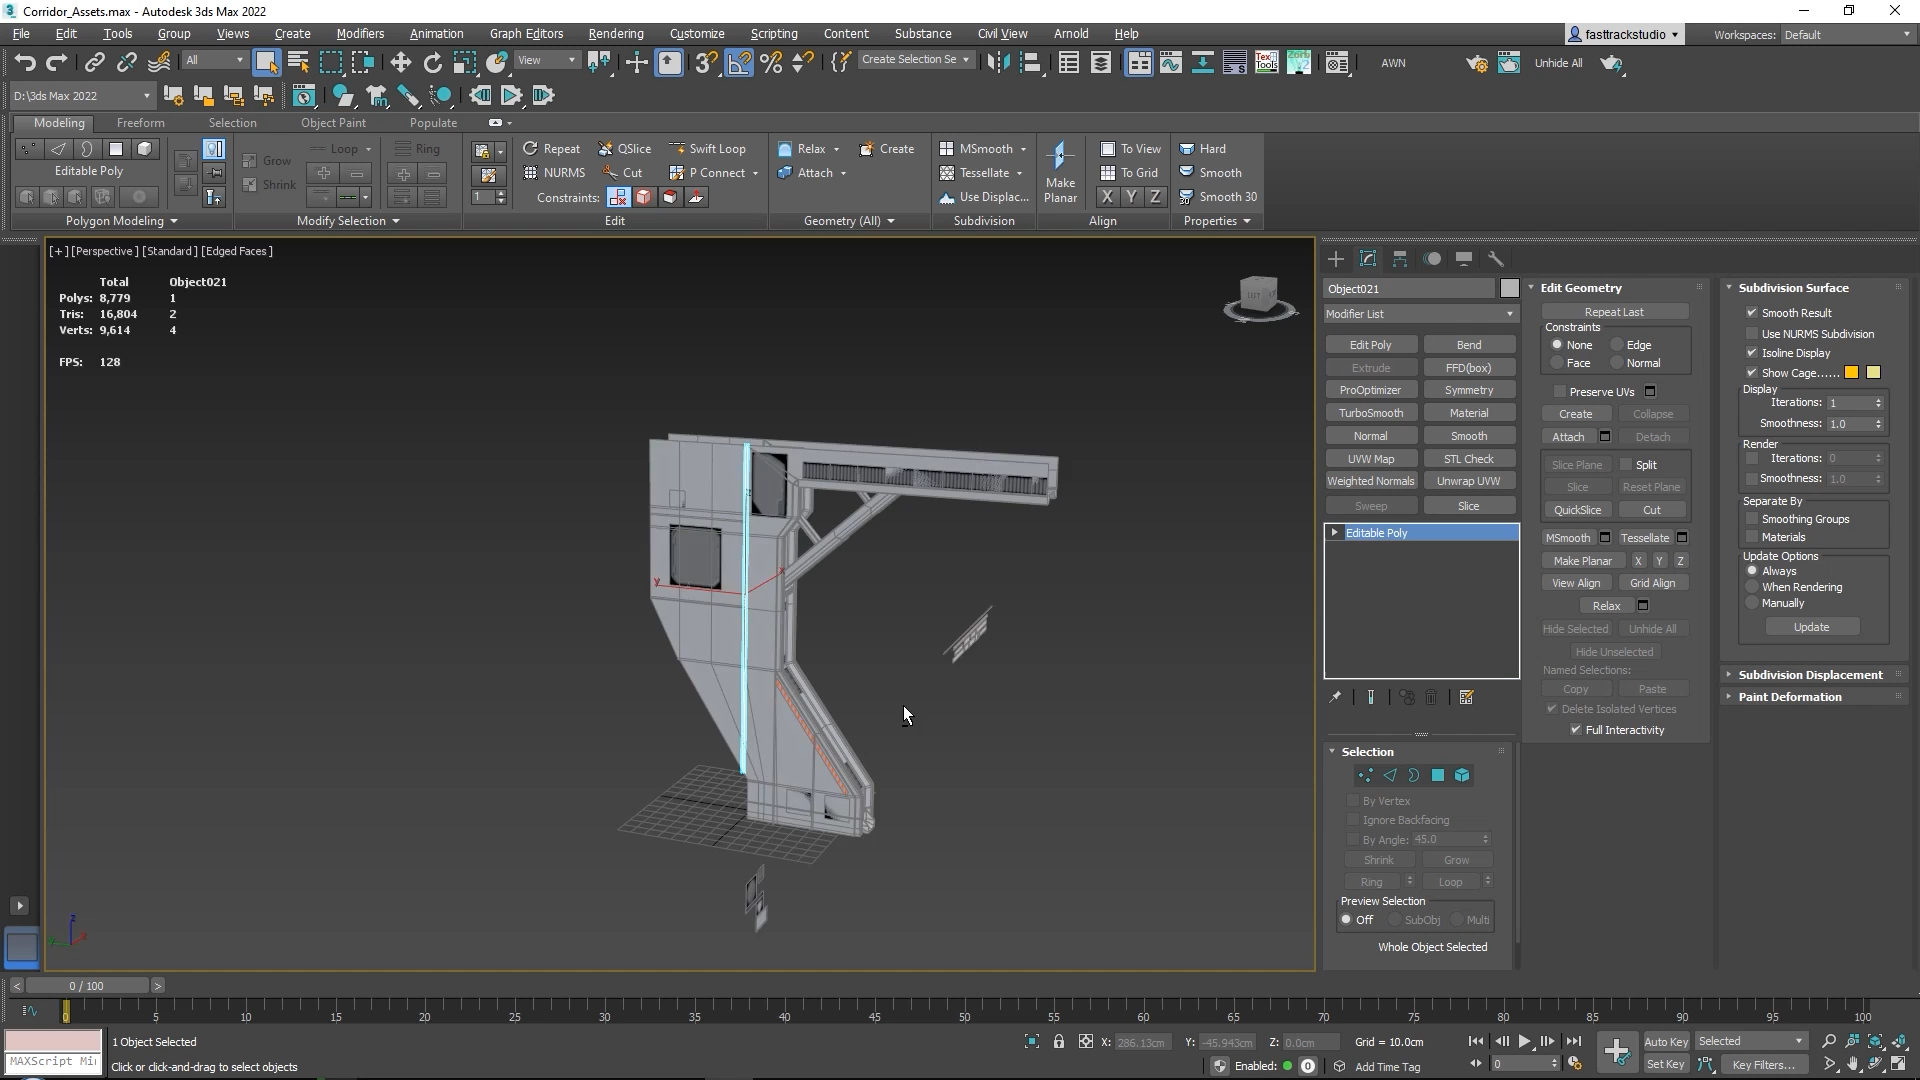 Corridor_Assets.max - Autodesk 3ds Max 2022
File Edit Tools Group Views Create Modifiers Animation Graph Editors Rendering Customize Scripting Content Substance Civil View Arnold Help
fasttrackstudio Workspaces: Default
All View Create Selection Se AWN Unhide All
D:\3ds Max 2022
Modeling Freeform Selection Object Paint Populate
Loop Ring Repeat QSlice Swift Loop Relax Create MSmooth To View Hard
Editable Poly Grow NURMS Cut P Connect Attach Tessellate Make Planar To Grid Smooth
Shrink 1 Constraints: Use Displac... X Y Z Smooth 30
Polygon Modeling Modify Selection Edit Geometry (All) Subdivision Align Properties
[+] [Perspective] [Standard] [Edged Faces]
Total Object021
Polys: 8,779 1
Tris: 16,804 2
Verts: 9,614 4
FPS: 128
Object021
Modifier List
Edit Poly Bend
Extrude FFD(box)
ProOptimizer Symmetry
TurboSmooth Material
Normal Smooth
UVW Map STL Check
Weighted Normals Unwrap UVW
Sweep Slice
Editable Poly
Selection
By Vertex
Ignore Backfacing
By Angle: 45.0
Shrink Grow
Ring Loop
Preview Selection
Off SubObj Multi
Whole Object Selected
Edit Geometry
Repeat Last
Constraints
None Edge
Face Normal
Preserve UVs
Create Collapse
Attach Detach
Slice Plane Split
Slice Reset Plane
QuickSlice Cut
MSmooth Tessellate
Make Planar X Y Z
View Align Grid Align
Relax
Hide Selected Unhide All
Hide Unselected
Named Selections:
Copy Paste
Delete Isolated Vertices
Full Interactivity
Subdivision Surface
Smooth Result
Use NURMS Subdivision
Isoline Display
Show Cage......
Display
Iterations: 1
Smoothness: 1.0
Render
Iterations: 0
Smoothness: 1.0
Separate By
Smoothing Groups
Materials
Update Options
Always
When Rendering
Manually
Update
Subdivision Displacement
Paint Deformation
0 / 100
0 5 10 15 20 25 30 35 40 45 50 55 60 65 70 75 80 85 90 95 100
1 Object Selected X: 286.13cm Y: -45.943cm Z: 0.0cm Grid = 10.0cm Auto Key Selected
MAXScript Mi Click or click-and-drag to select objects Enabled: 0 Add Time Tag 0 Set Key Key Filters...